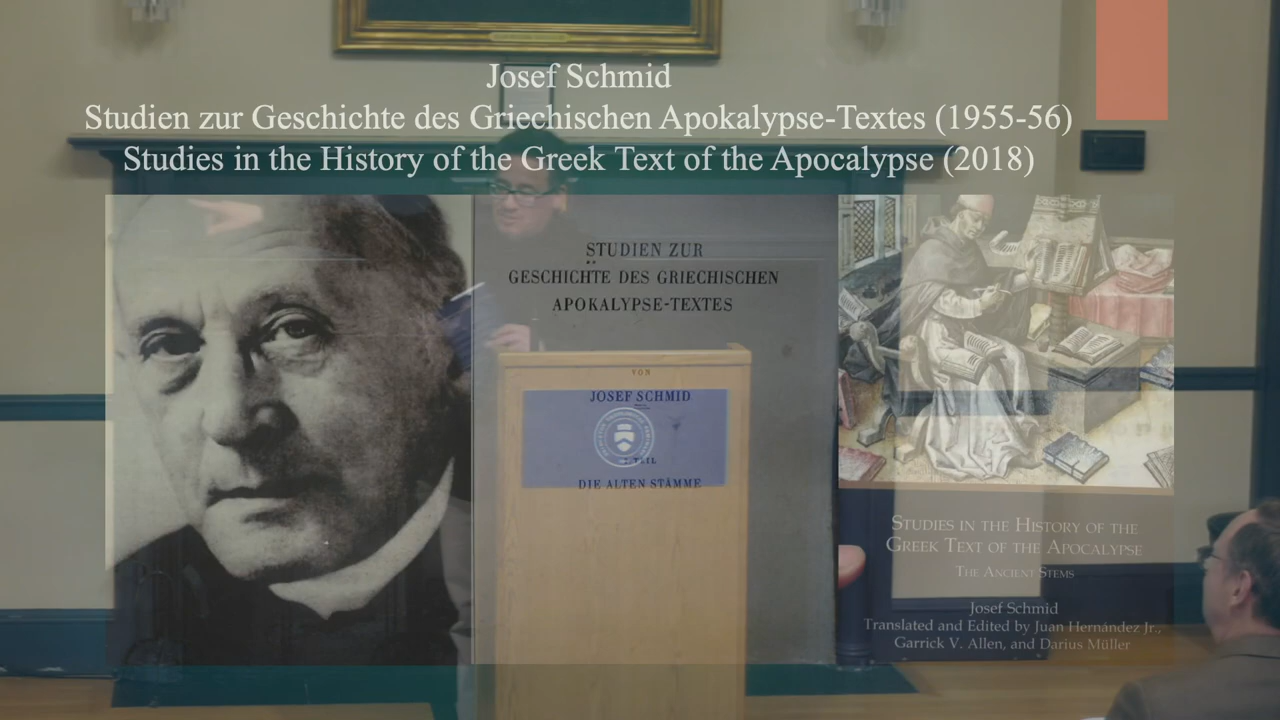 Josef Schmid
Studien zur Geschichte des Griechischen Apokalypse-Textes (1955-56)
Studies in the History of the Greek Text of the Apocalypse (2018)
STUDIEN ZUR
GESCHICHTE DES GRIECHISCHEN
APOKALYPSE-TEXTES
VON
JOSEF SCHMID
TEIL
DIE ALTEN STÄMME
STUDIES IN THE HISTORY OF THE
GREEK TEXT OF THE APOCALYPSE
THE ANCIENT STEMS
Josef Schmid
Translated and Edited by Juan Hernández Jr.,
Garrick V. Allen, and Darius Müller